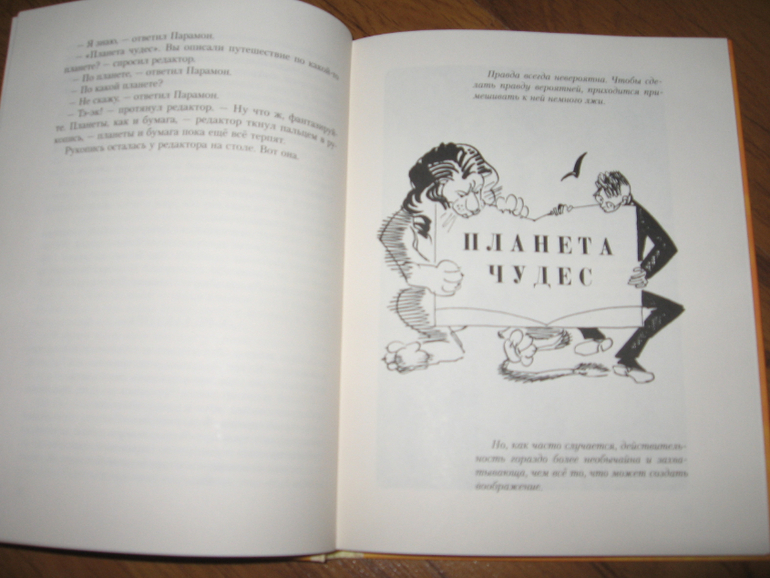 — Я знаю, — ответил Парамон.
— «Планета чудес». Вы описали путешествие по какой-то
планете? — спросил редактор.
— По планете, — ответил Парамон.
— По какой планете?
— Не скажу, — ответил Парамон.
— Тэ-эк! — протянул редактор. — Ну что ж, фантазируй-
те. Планеты, как и бумага, — редактор ткнул пальцем в ру-
копись, — планеты и бумага пока ещё всё терпят.
Рукопись осталась у редактора на столе. Вот она.
Правда всегда невероятна. Чтобы сде-
лать правду вероятней, приходится при-
мешивать к ней немного лжи.
ПЛАНЕТА
ЧУДЕС
Но, как часто случается, действитель-
ность гораздо более необычайна и захва-
тывающа, чем всё то, что может создать
воображение.